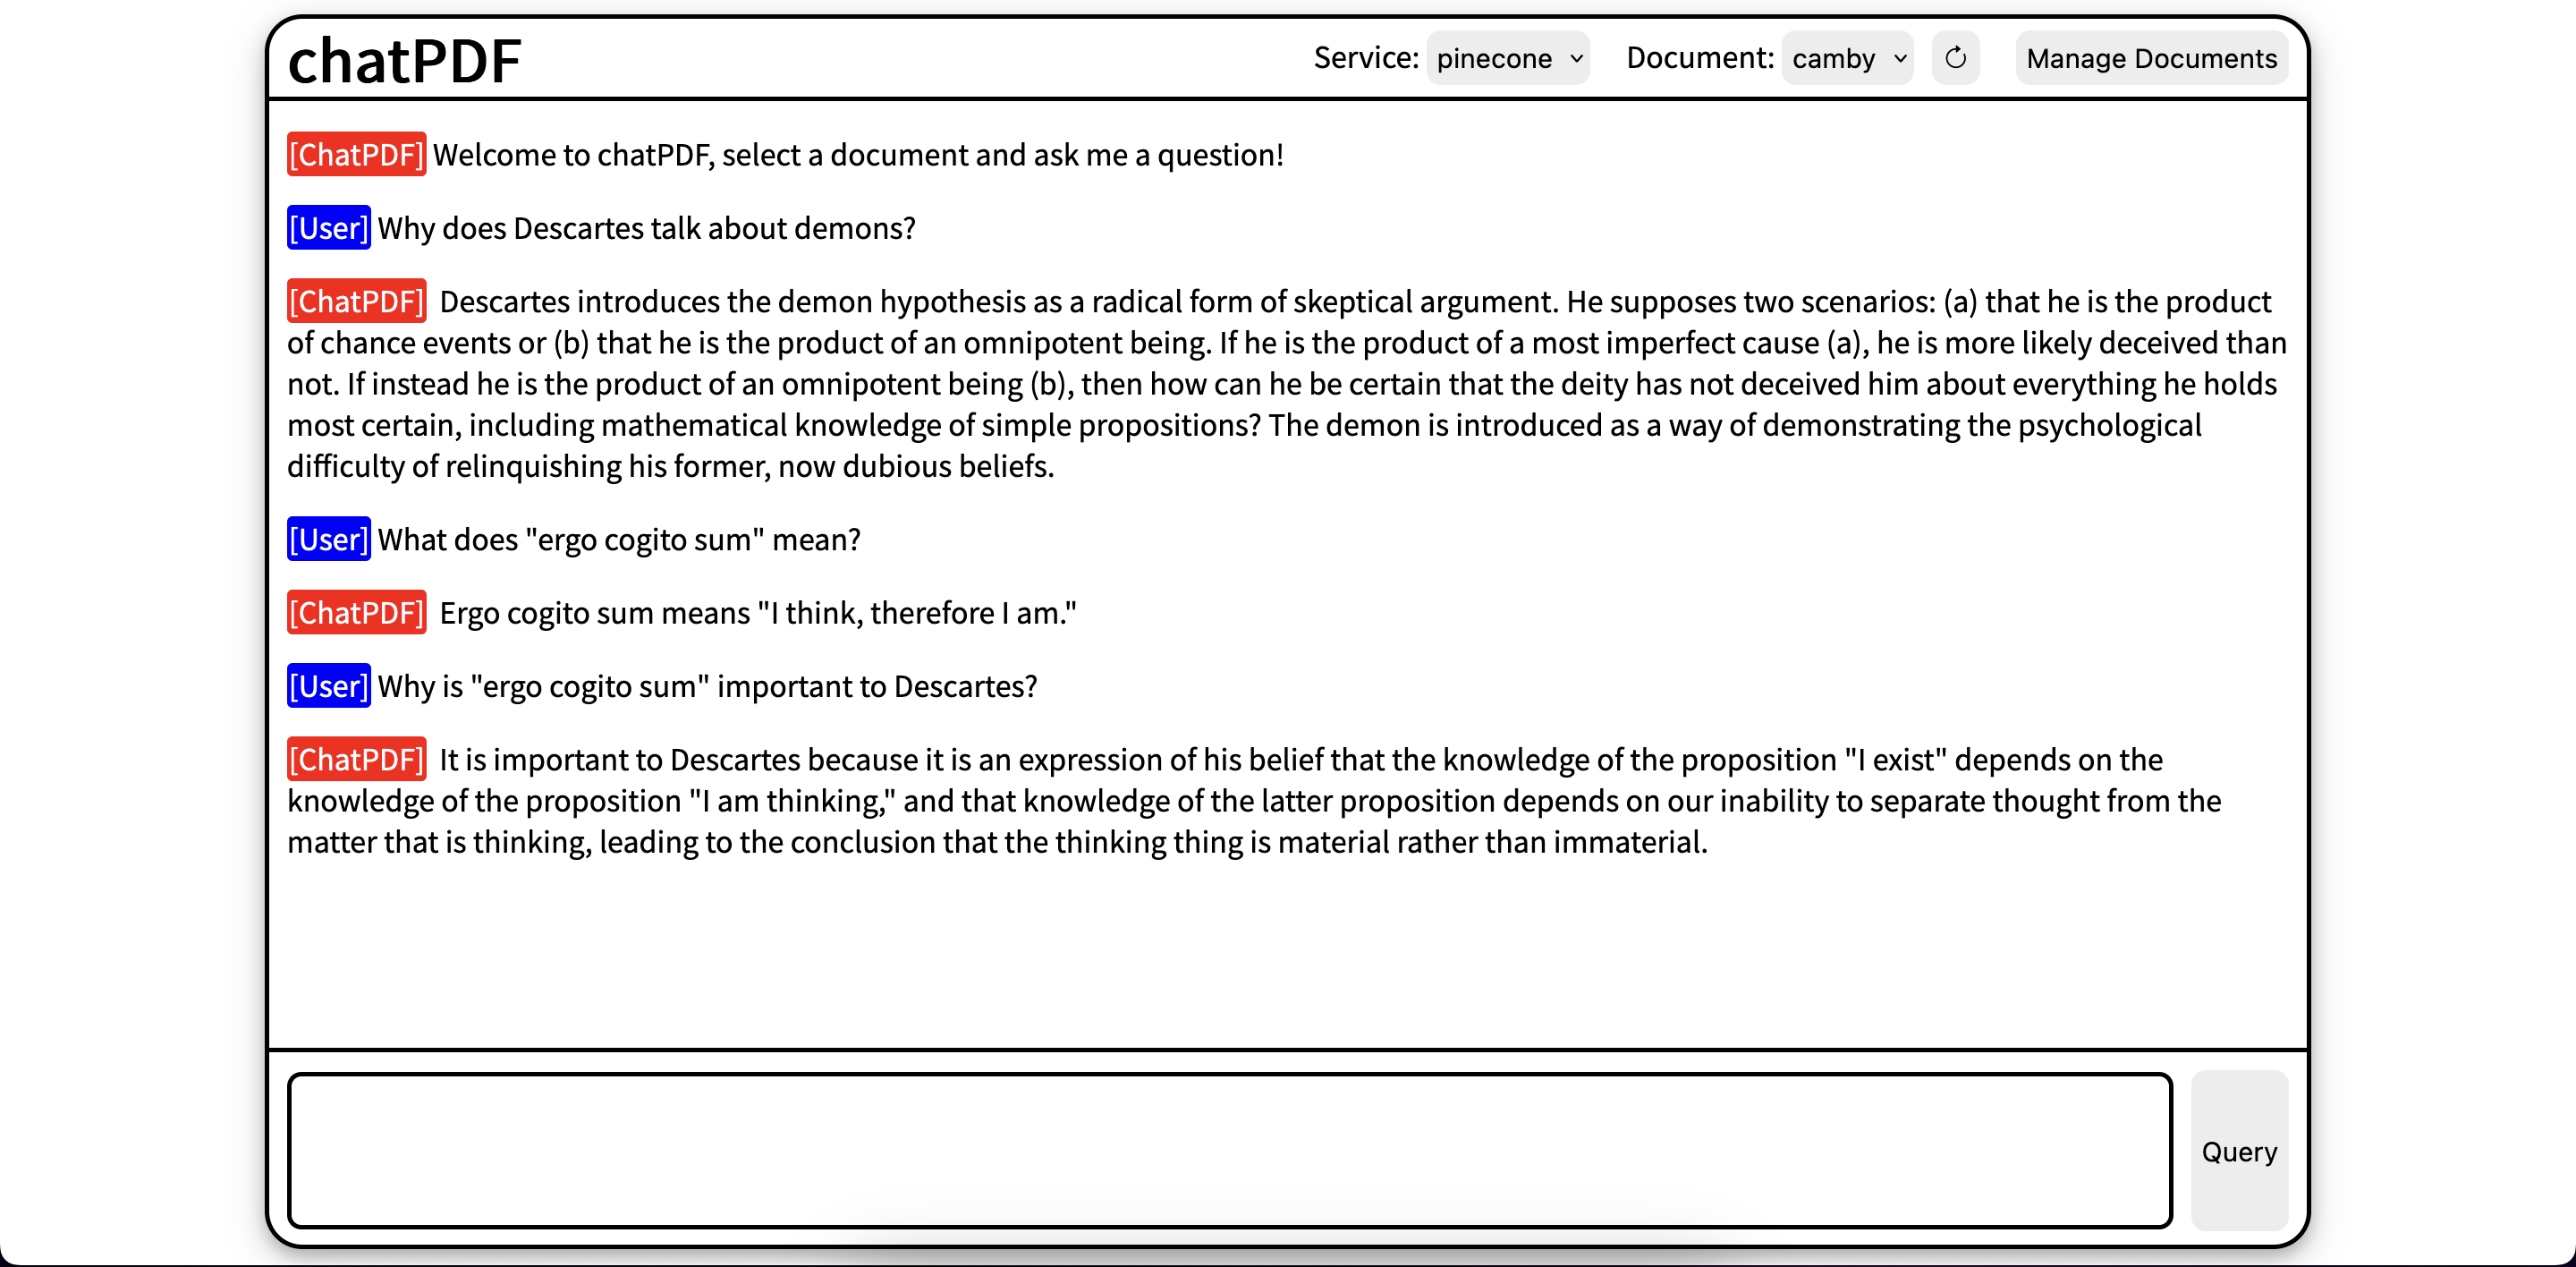 chatPDF
Service: pinecone Document: camby Manage Documents
[ChatPDF] Welcome to chatPDF, select a document and ask me a question!
[User] Why does Descartes talk about demons?
[ChatPDF] Descartes introduces the demon hypothesis as a radical form of skeptical argument. He supposes two scenarios: (a) that he is the product
of chance events or (b) that he is the product of an omnipotent being. If he is the product of a most imperfect cause (a), he is more likely deceived than
not. If instead he is the product of an omnipotent being (b), then how can he be certain that the deity has not deceived him about everything he holds
most certain, including mathematical knowledge of simple propositions? The demon is introduced as a way of demonstrating the psychological
difficulty of relinquishing his former, now dubious beliefs.
[User] What does "ergo cogito sum" mean?
[ChatPDF] Ergo cogito sum means "I think, therefore I am."
[User] Why is "ergo cogito sum" important to Descartes?
[ChatPDF] It is important to Descartes because it is an expression of his belief that the knowledge of the proposition "I exist" depends on the
knowledge of the proposition "I am thinking," and that knowledge of the latter proposition depends on our inability to separate thought from the
matter that is thinking, leading to the conclusion that the thinking thing is material rather than immaterial.
Query